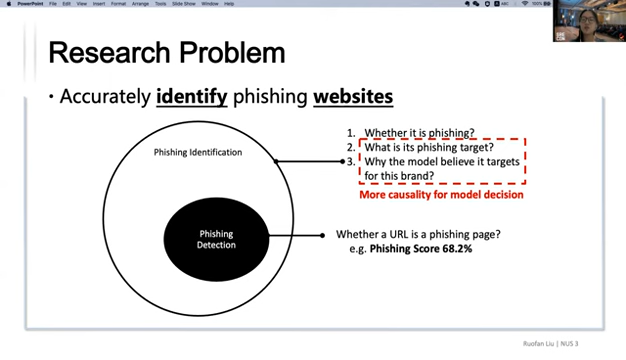 PowerPoint File Edit View Insert Format Arrange Tools Slide Show Window Help
100%
Research Problem
• Accurately identify phishing websites
Phishing Identification
1. Whether it is phishing?
2. What is its phishing target?
3. Why the model believe it targets
for this brand?
More causality for model decision
Phishing
Detection
Whether a URL is a phishing page?
e.g. Phishing Score 68.2%
Ruofan Liu | NUS 3